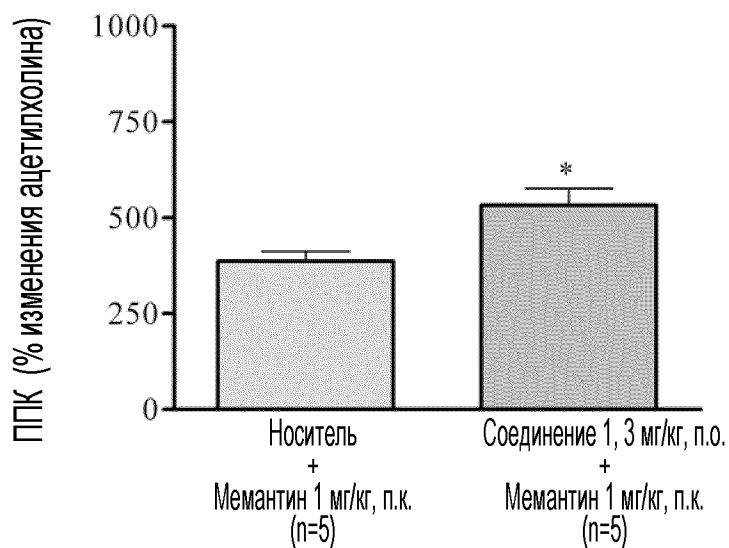 ППК (% изменения ацетилхолина)
1000
750
500
250
0
*
Носитель
+
Мемантин 1 мг/кг, п.к.
(n=5)
Соединение 1, 3 мг/кг, п.о.
+
Мемантин 1 мг/кг, п.к.
(n=5)